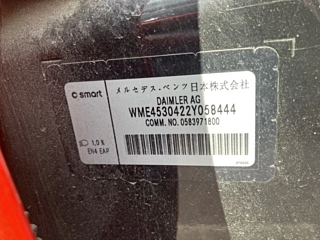 smart
メルセデス・ベンツ日本株式会社
DAIMLER AG
WME4530422Y058444
COMM. NO. 0583971800
1,0 %
EN4 EAP